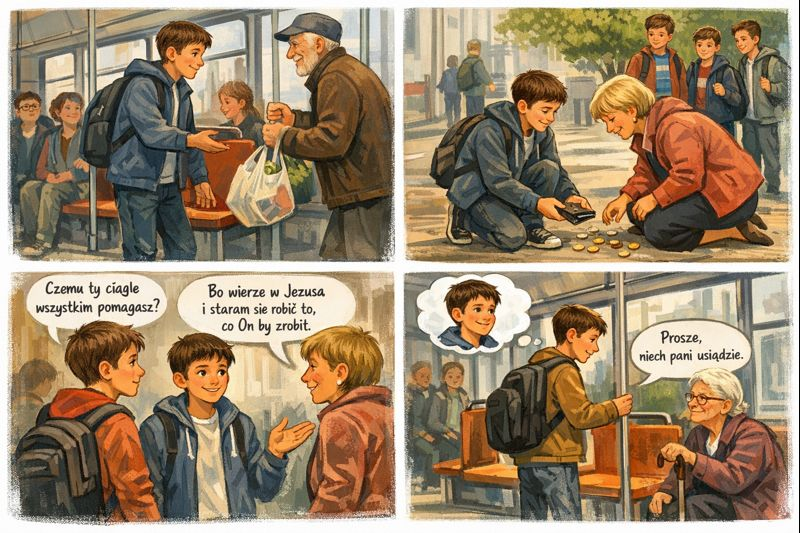 Czemu ty ciągle
wszystkim pomagasz?
Bo wierze w Jezusa
i staram sie robić to,
co On by zrobit.
Prosze,
niech pani usiądzie.